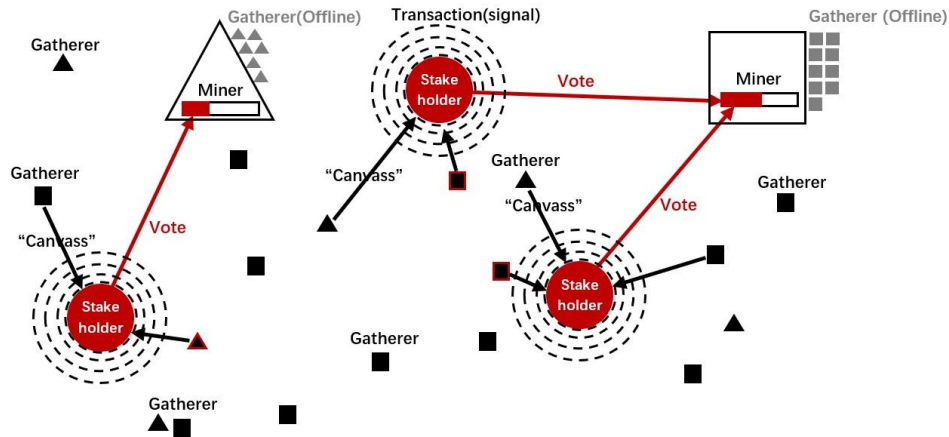 Gatherer(Offline)
Transaction(signal)
Gatherer (Offline)
Gatherer
Miner
Stake
holder
Vote
Miner
Gatherer
“Canvass”
Gatherer
“Canvass”
Gatherer
Vote
Vote
“Canvass”
Stake
holder
Stake
holder
Gatherer
Gatherer